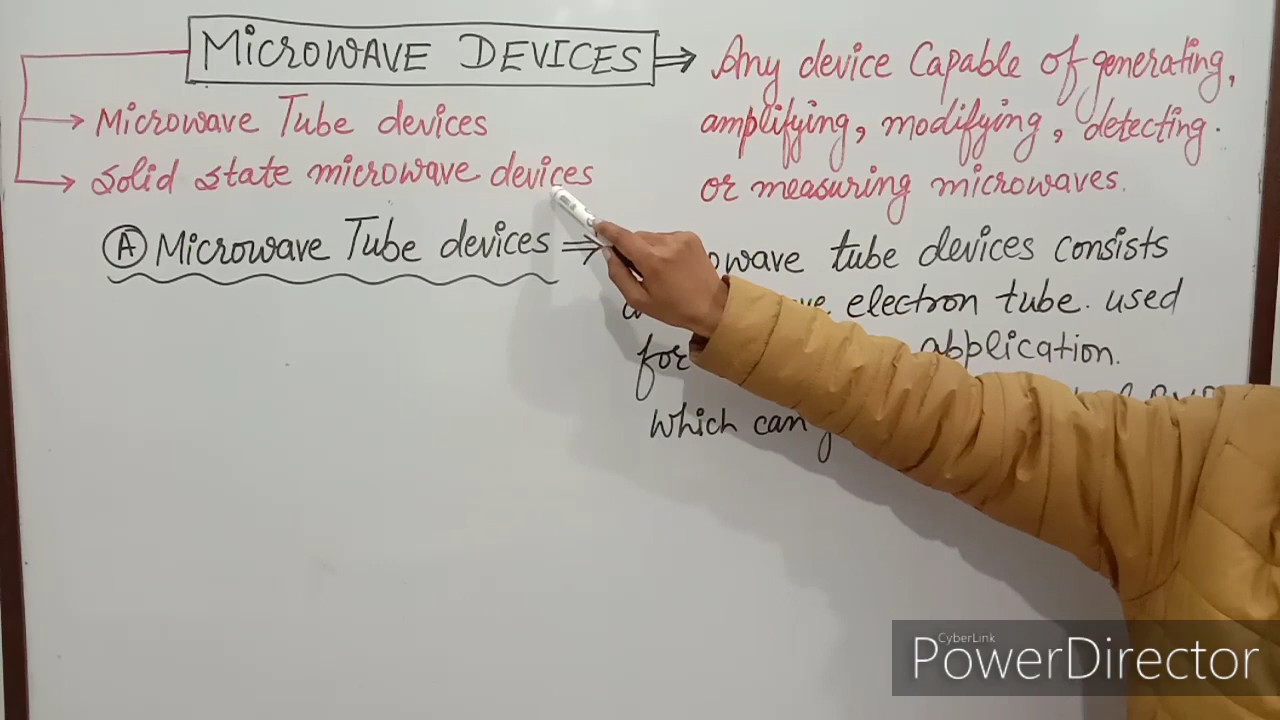 MICROWAVE DEVICES ⇒ Any device Capable of generating,
amplifying, modifying, detecting.
or measuring microwaves.
→ Microwave Tube devices
→ Solid state microwave devices
Ⓐ Microwave Tube devices ⇒
tube devices consists
electron tube. used
for application.
which can
CyberLink
PowerDirector